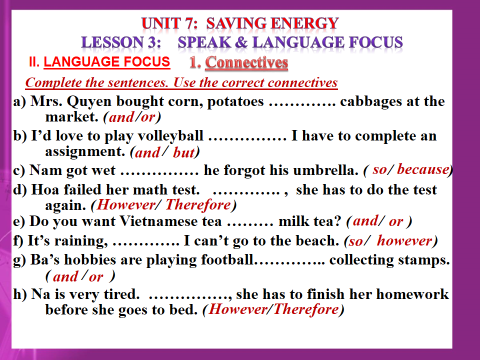 UNIT 7: SAVING ENERGY
LESSON 3: SPEAK & LANGUAGE FOCUS
II. LANGUAGE FOCUS 1. Connectives
Complete the sentences. Use the correct connectives
a) Mrs. Quyen bought corn, potatoes …………. cabbages at the
market. (and/or)
b) I'd love to play volleyball …………… I have to complete an
assignment. (and / but)
c) Nam got wet …………… he forgot his umbrella. ( so/ because)
d) Hoa failed her math test. …………. , she has to do the test
again. (However/ Therefore)
e) Do you want Vietnamese tea ……… milk tea? (and/ or )
f) It's raining, …………. I can't go to the beach. (so/ however)
g) Ba's hobbies are playing football………….. collecting stamps.
( and / or )
h) Na is very tired. ……………, she has to finish her homework
before she goes to bed. (However/Therefore)